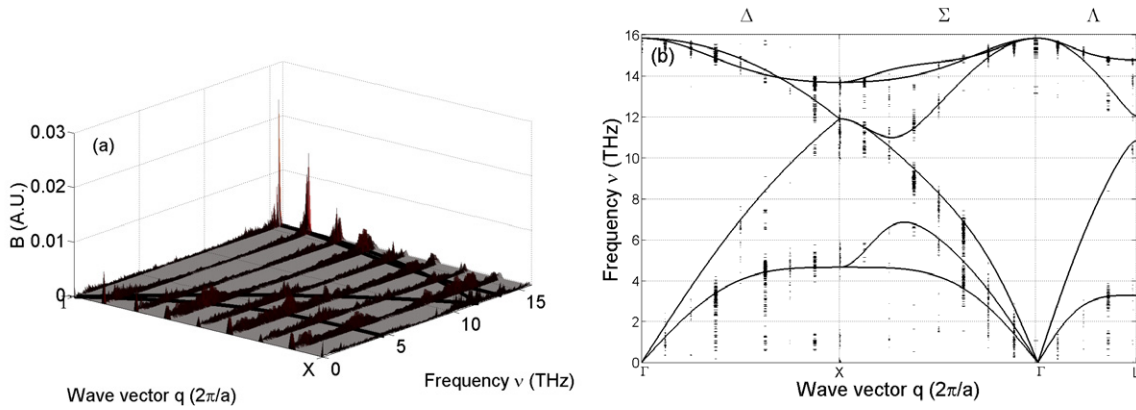 (a)
0.03
0.02
0.01
0
B (A.U.)
Γ
X
0
5
10
15
Wave vector q (2π/a)
Frequency ν (THz)
Δ Σ Λ
(b)
16
14
12
10
8
6
4
2
0
Frequency ν (THz)
Γ X Γ L
Wave vector q (2π/a)